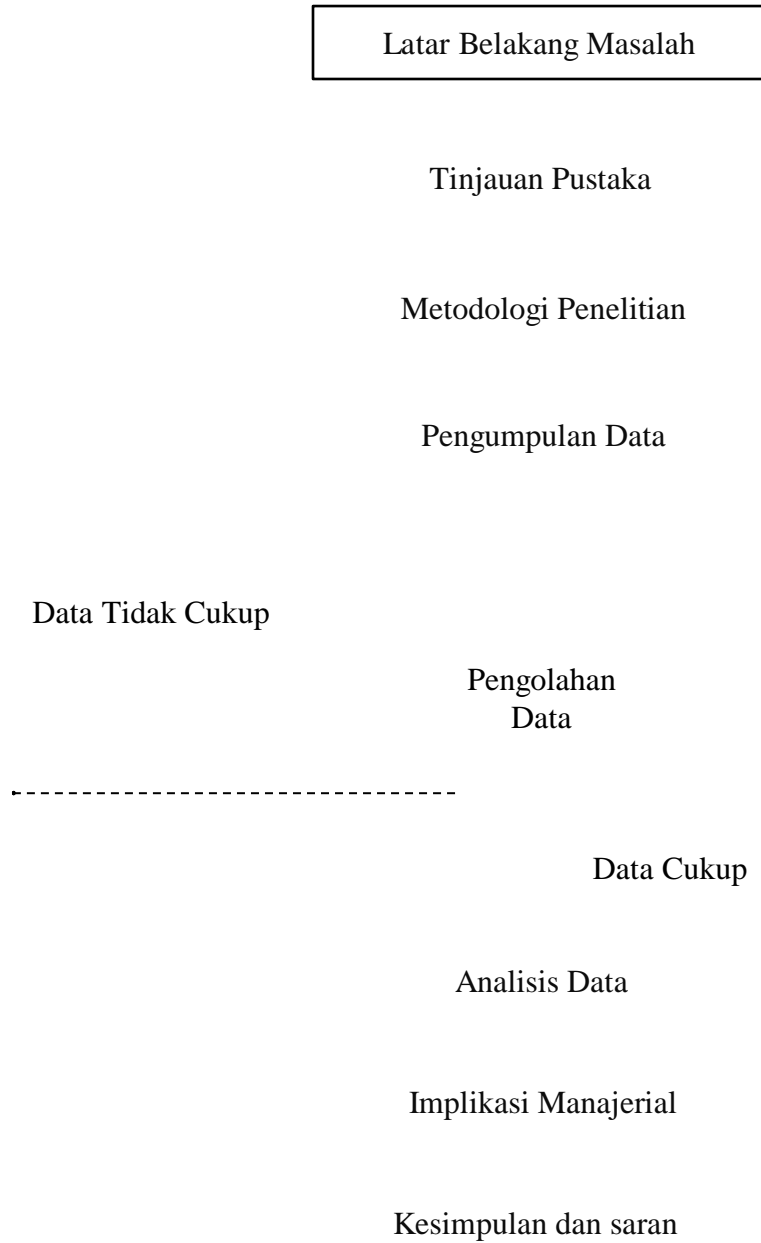 Latar Belakang Masalah
Tinjauan Pustaka
Metodologi Penelitian
Pengumpulan Data
Data Tidak Cukup
Pengolahan
Data
Data Cukup
Analisis Data
Implikasi Manajerial
Kesimpulan dan saran